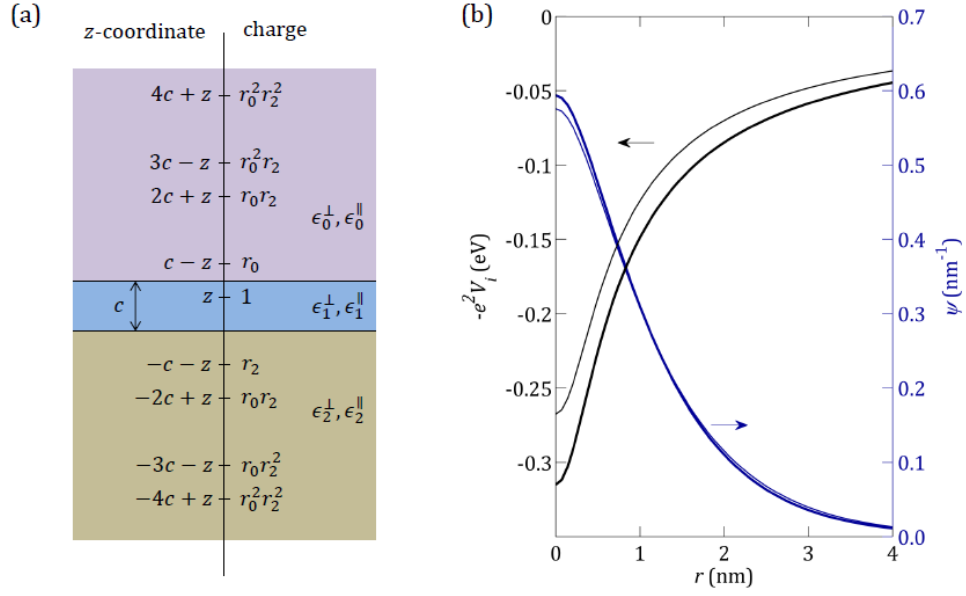 (a)
z-coordinate charge
4c + z r₀²r₂²
3c − z r₀²r₂
2c + z r₀r₂
ϵ₀^⊥, ϵ₀^∥
c − z r₀
c z 1 ϵ₁^⊥, ϵ₁^∥
−c − z r₂
−2c + z r₀r₂
ϵ₂^⊥, ϵ₂^∥
−3c − z r₀r₂²
−4c + z r₀²r₂²
(b)
0
-0.05
-0.1
-0.15
-0.2
-0.25
-0.3
-e²Vᵢ (eV)
0 1 2 3 4
r (nm)
0.7
0.6
0.5
0.4
0.3
0.2
0.1
0.0
ψ (nm⁻¹)